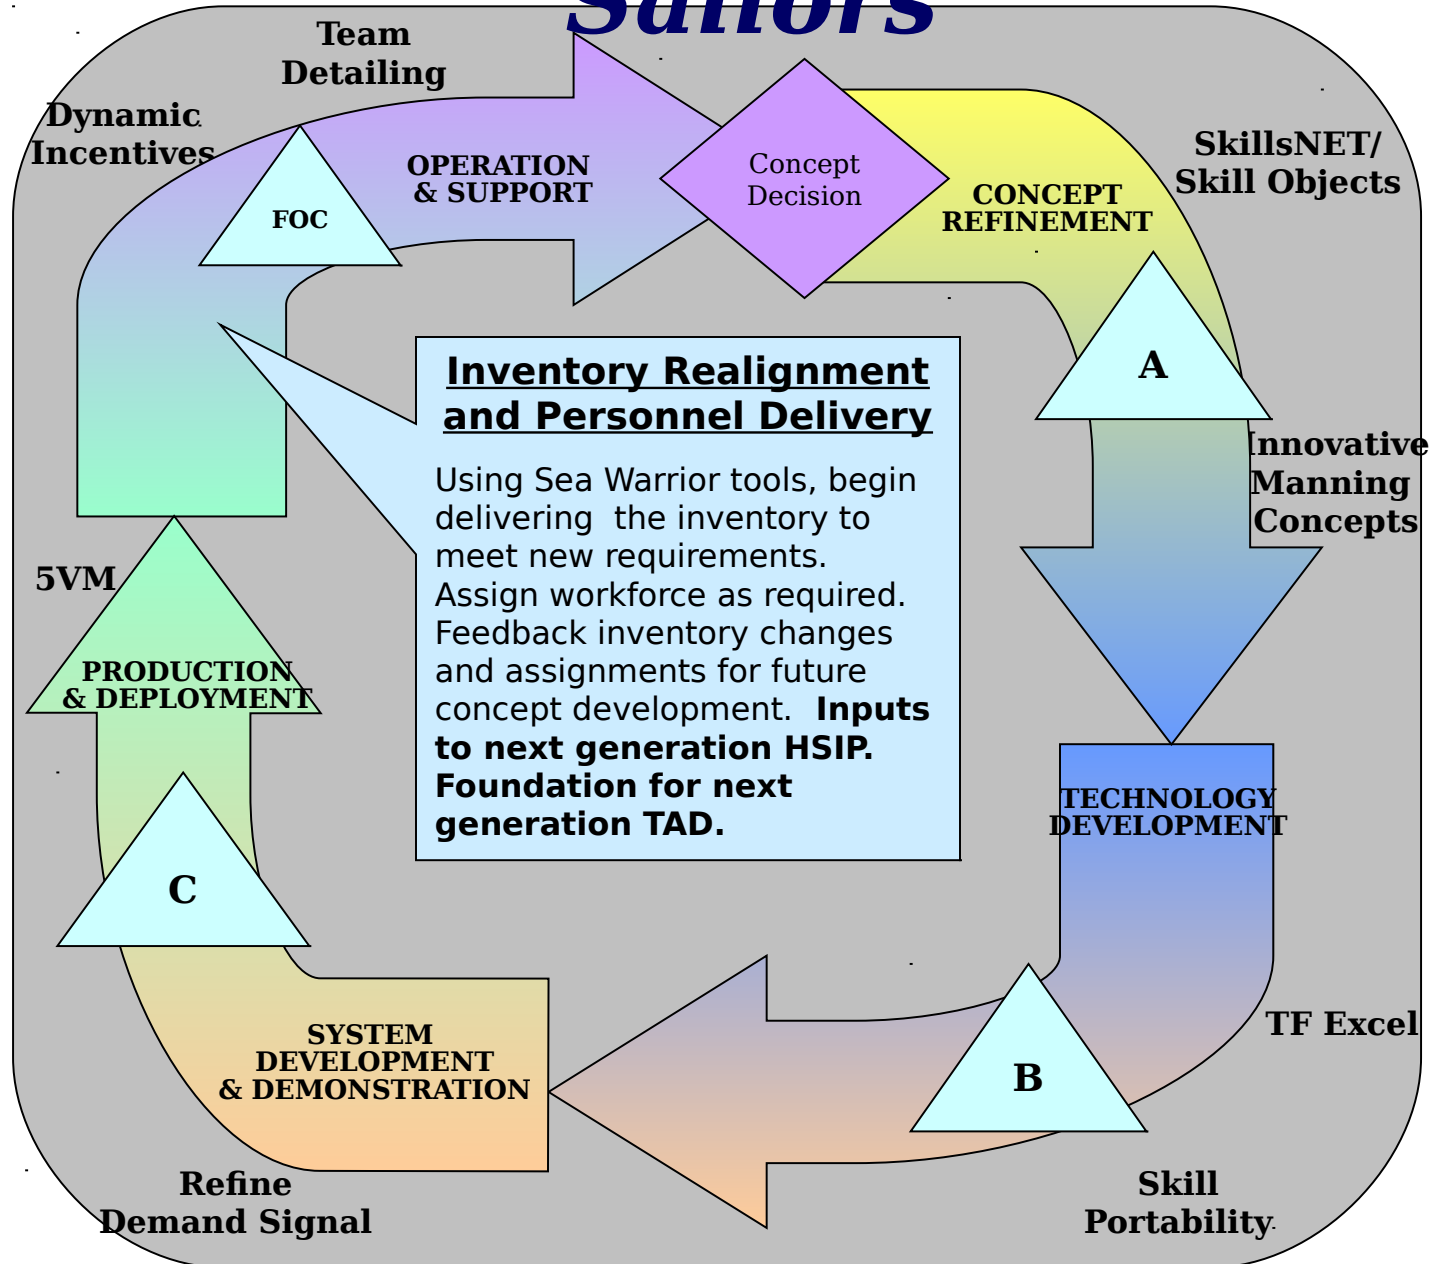 Sailors
Team
Detailing
Dynamic
Incentives
OPERATION
& SUPPORT
FOC
Concept
Decision
CONCEPT
REFINEMENT
SkillsNET/
Skill Objects
A
Innovative
Manning
Concepts
Inventory Realignment
and Personnel Delivery
Using Sea Warrior tools, begin
delivering  the inventory to
meet new requirements.
Assign workforce as required.
Feedback inventory changes
and assignments for future
concept development.  Inputs
to next generation HSIP.
Foundation for next
generation TAD.
5VM
PRODUCTION
& DEPLOYMENT
TECHNOLOGY
DEVELOPMENT
C
B
TF Excel
SYSTEM
DEVELOPMENT
& DEMONSTRATION
Refine
Demand Signal
Skill
Portability